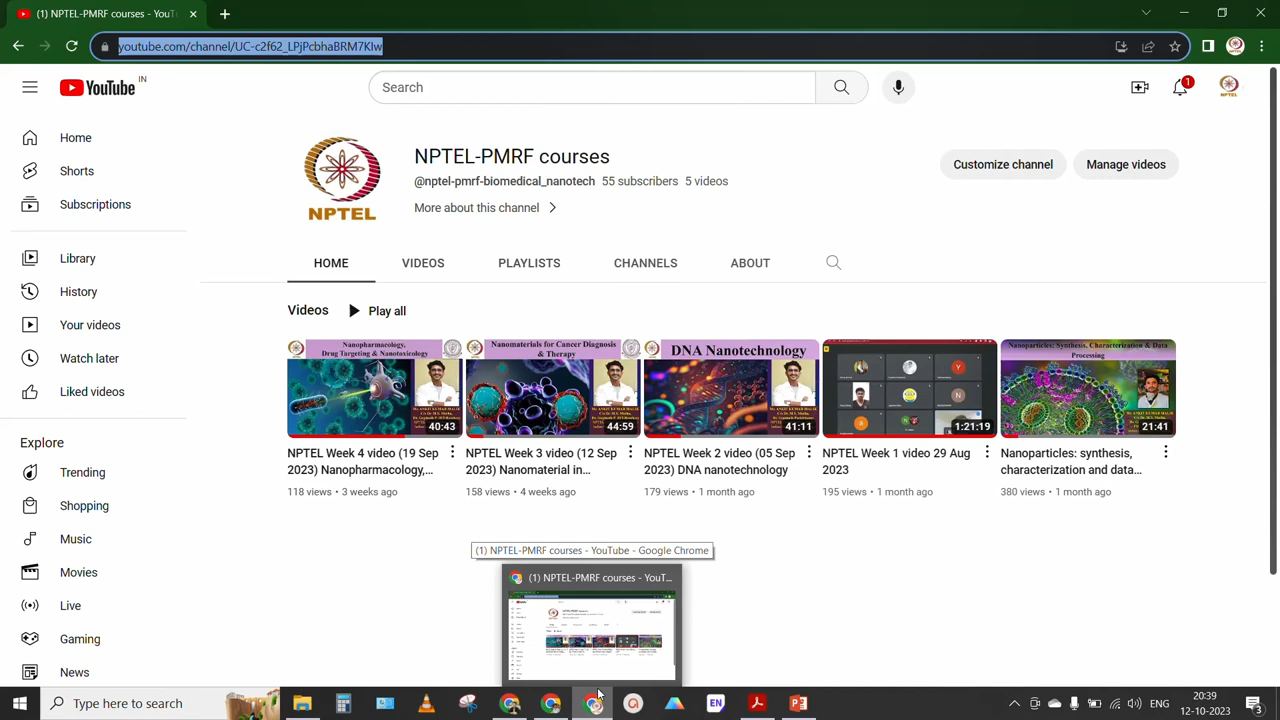 (1) NPTEL-PMRF courses - YouT
youtube.com/channel/UC-c2f62_LPjPcbhaBRM7KIw
YouTube IN
Search
1
NPTEL
Home
Shorts
Subscriptions
Library
History
Your videos
Watch later
Liked videos
Explore
Trending
Shopping
Music
Movies
Live
Gaming
News
NPTEL
NPTEL-PMRF courses
@nptel-pmrf-biomedical_nanotech 55 subscribers 5 videos
More about this channel
Customize channel
Manage videos
HOME VIDEOS PLAYLISTS CHANNELS ABOUT
Videos Play all
Nanopharmacology,
Drug Targeting & Nanotoxicology
40:43
NPTEL Week 4 video (19 Sep
2023) Nanopharmacology,...
118 views • 3 weeks ago
Nanomaterials for Cancer Diagnosis
& Therapy
44:59
NPTEL Week 3 video (12 Sep
2023) Nanomaterial in...
158 views • 4 weeks ago
DNA Nanotechnology
41:11
NPTEL Week 2 video (05 Sep
2023) DNA nanotechnology
179 views • 1 month ago
1:21:19
NPTEL Week 1 video 29 Aug
2023
195 views • 1 month ago
Nanoparticles: Synthesis, Characterization & Data
Processing
21:41
Nanoparticles: synthesis,
characterization and data...
380 views • 1 month ago
(1) NPTEL-PMRF courses - YouTube - Google Chrome
(1) NPTEL-PMRF courses - YouT...
Type here to search
EN
ENG
20:39
12-10-2023
3